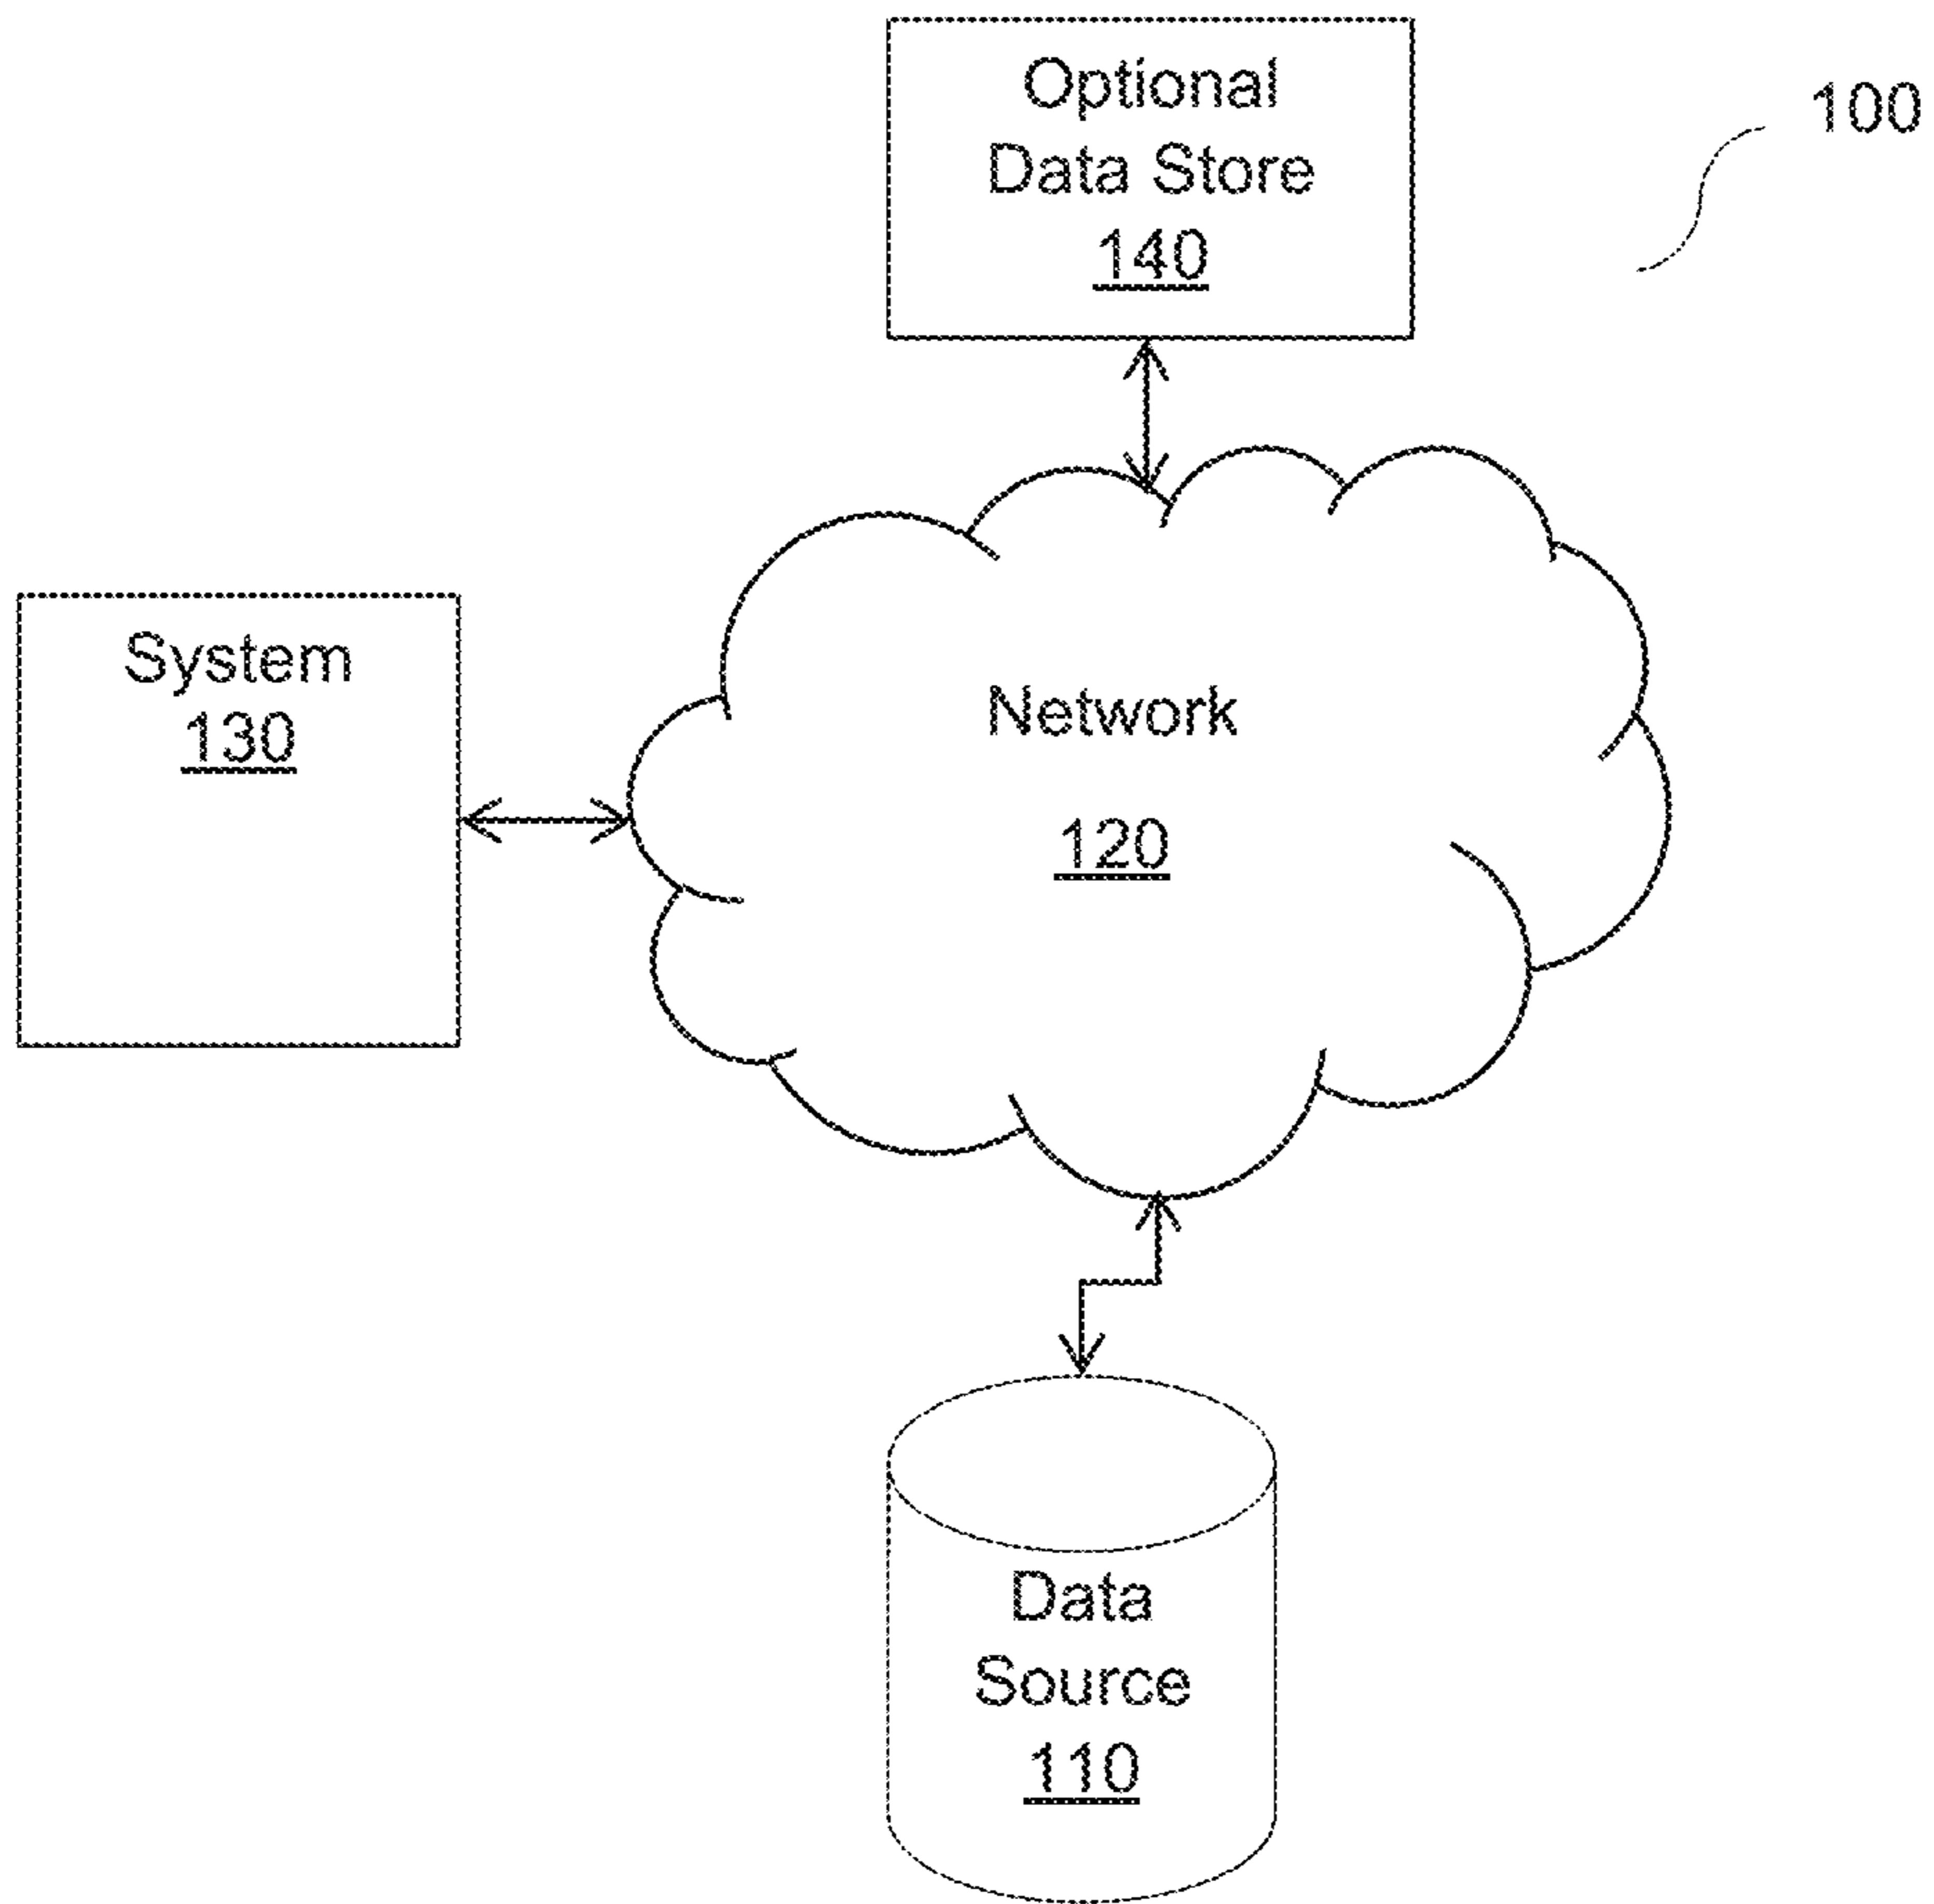 Optional
Data Store
140
100
System
130
Network
120
Data
Source
110